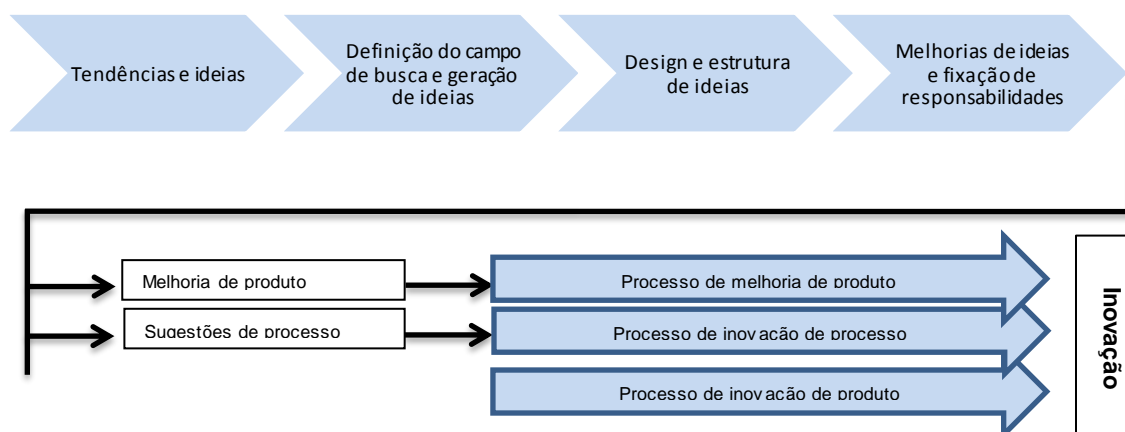 Tendências e ideias
Definição do campo
de busca e geração
de ideias
Design e estrutura
de ideias
Melhorias de ideias
e fixação de
responsabilidades
Melhoria de produto
Processo de melhoria de produto
Sugestões de processo
Processo de inovação de processo
Processo de inovação de produto
Inovação